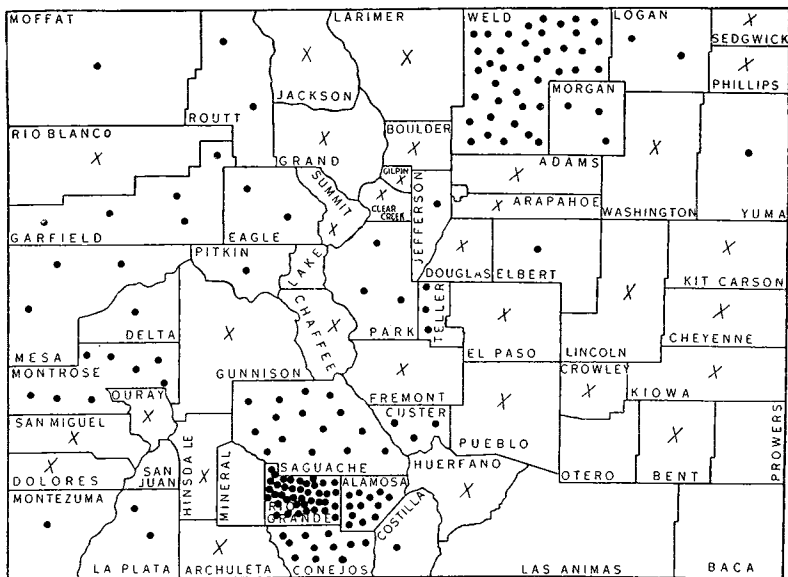 MOFFAT
LARIMER
WELD
LOGAN
SEDGWICK
PHILLIPS
JACKSON
MORGAN
ROUTT
RIO BLANCO
BOULDER
GRAND
GILPIN
ADAMS
SUMMIT
CLEAR
CREEK
JEFFERSON
ARAPAHOE
WASHINGTON
YUMA
GARFIELD
EAGLE
PITKIN
LAKE
DOUGLAS
ELBERT
KIT CARSON
CHAFFEE
TELLER
DELTA
PARK
CHEYENNE
MESA
EL PASO
LINCOLN
MONTROSE
GUNNISON
CROWLEY
OURAY
FREMONT
KIOWA
CUSTER
SAN MIGUEL
PUEBLO
PROWERS
HINSDALE
MINERAL
SAGUACHE
HUERFANO
SAN
JUAN
OTERO
BENT
DOLORES
ALAMOSA
MONTEZUMA
RIO
GRANDE
COSTILLA
LA PLATA
ARCHULETA
CONEJOS
LAS ANIMAS
BACA